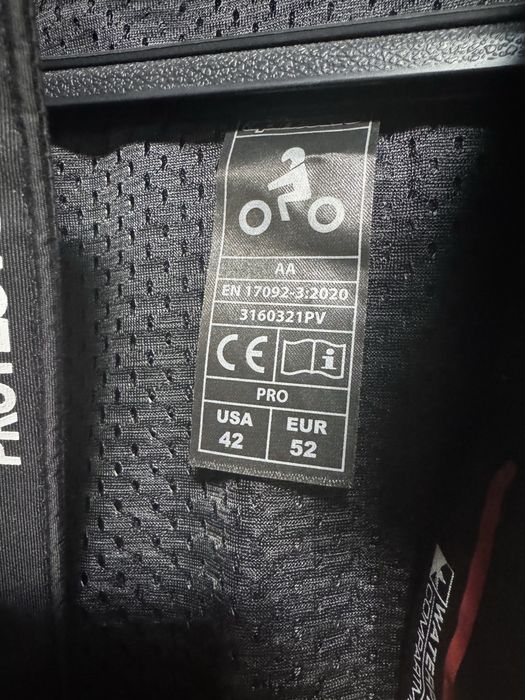 AA
EN 17092-3:2020
3160321PV
CE
i
PRO
USA
42
EUR
52